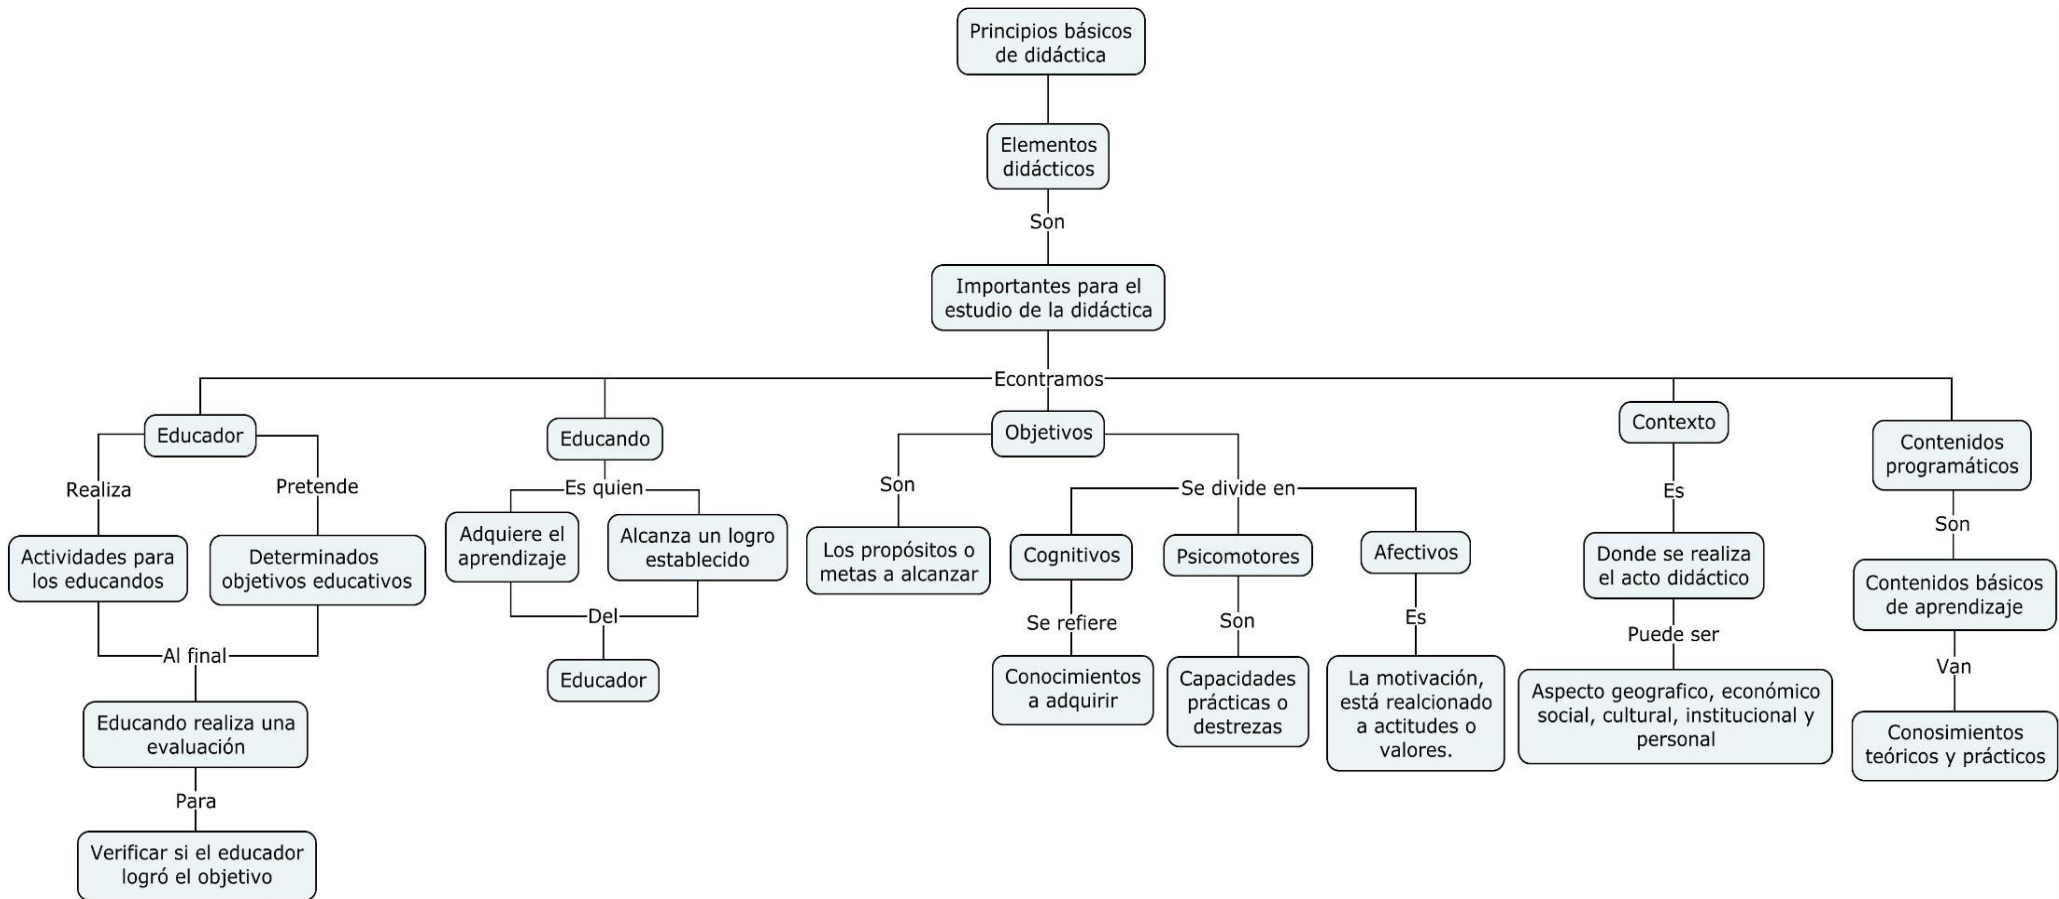 Principios básicos
de didáctica
Elementos
didácticos
Son
Importantes para el
estudio de la didáctica
Econtramos
Educador
Realiza
Pretende
Actividades para
los educandos
Determinados
objetivos educativos
Al final
Educando realiza una
evaluación
Para
Verificar si el educador
logró el objetivo
Educando
Es quien
Adquiere el
aprendizaje
Alcanza un logro
establecido
Del
Educador
Objetivos
Son
Los propósitos o
metas a alcanzar
Se divide en
Cognitivos
Se refiere
Conocimientos
a adquirir
Psicomotores
Son
Capacidades
prácticas o
destrezas
Afectivos
Es
La motivación,
está realcionado
a actitudes o
valores.
Contexto
Es
Donde se realiza
el acto didáctico
Puede ser
Aspecto geografico, económico
social, cultural, institucional y
personal
Contenidos
programáticos
Son
Contenidos básicos
de aprendizaje
Van
Conosimientos
teóricos y prácticos